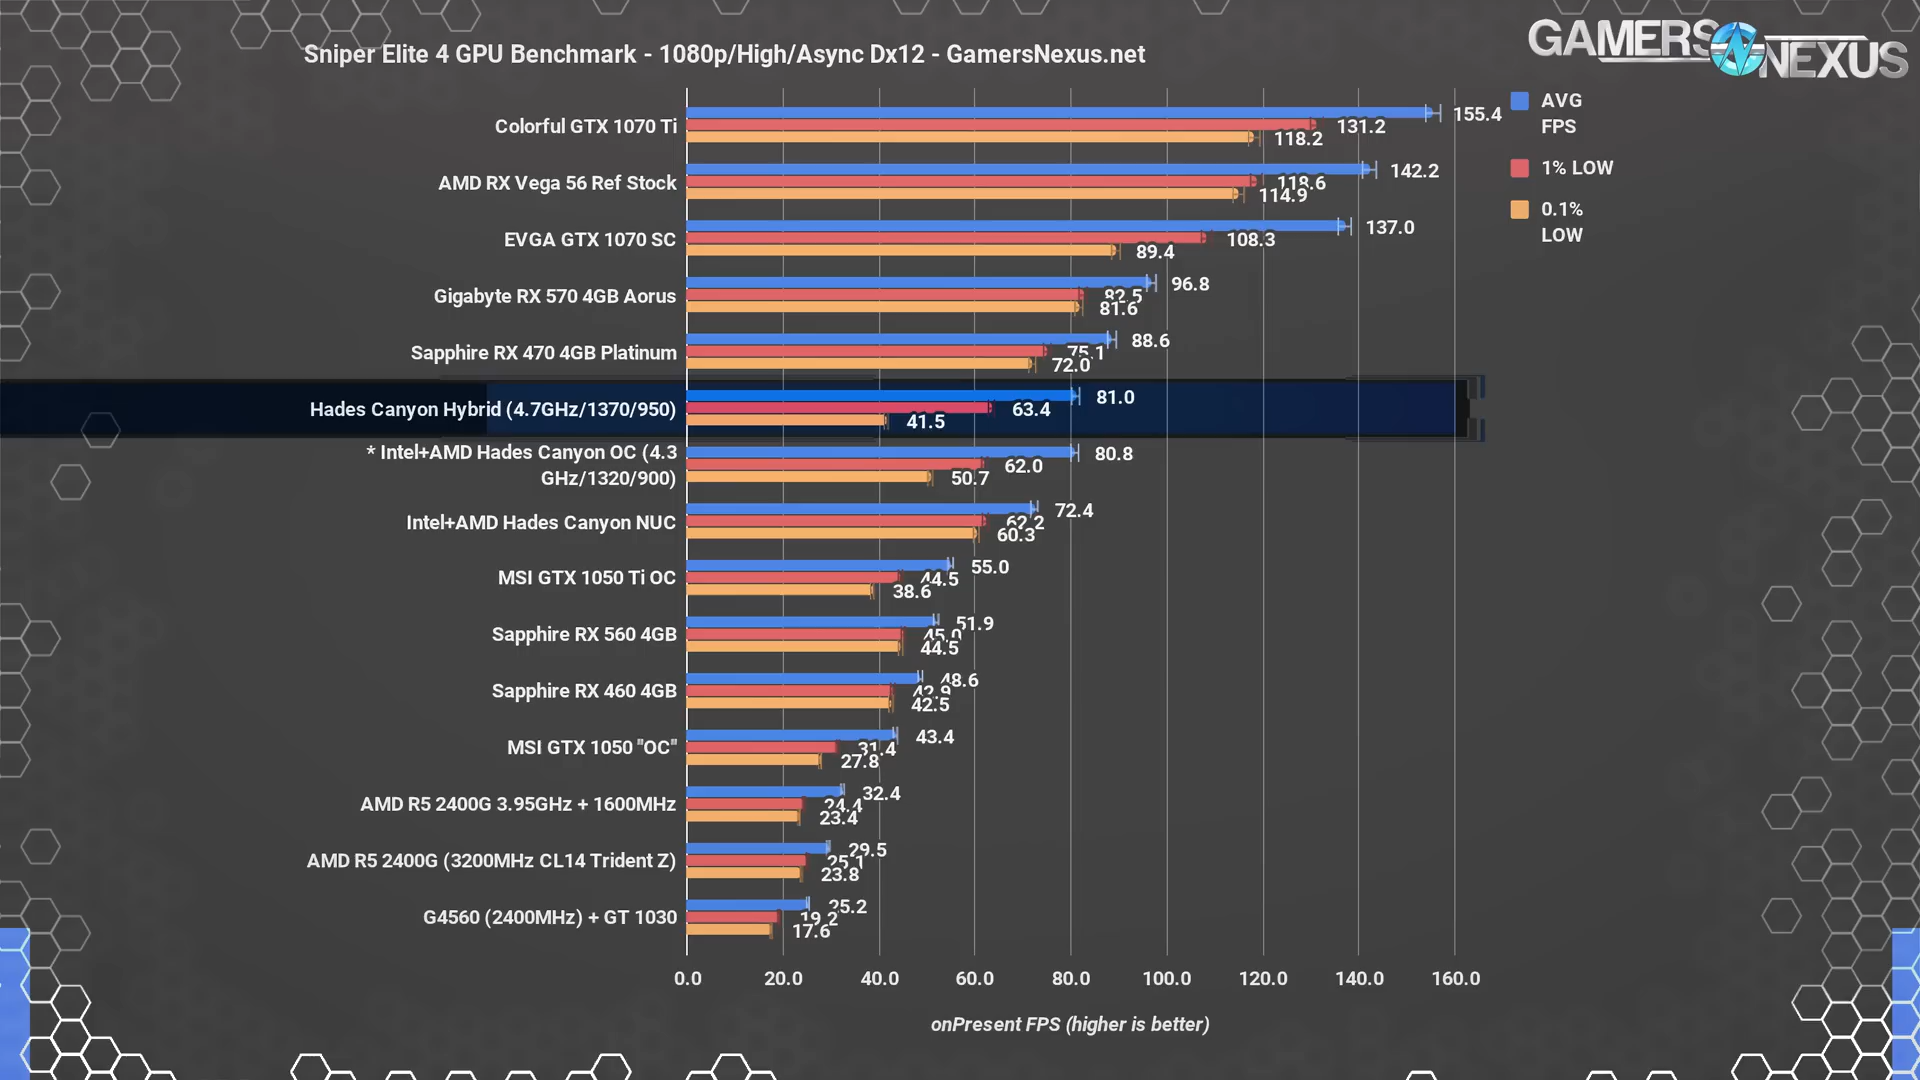 Sniper Elite 4 GPU Benchmark - 1080p/High/Async Dx12 - GamersNexus.net
GAMERS NEXUS
AVG
FPS
1% LOW
0.1%
LOW
Colorful GTX 1070 Ti
155.4
131.2
118.2
AMD RX Vega 56 Ref Stock
142.2
118.6
114.9
EVGA GTX 1070 SC
137.0
108.3
89.4
Gigabyte RX 570 4GB Aorus
96.8
82.5
81.6
Sapphire RX 470 4GB Platinum
88.6
75.1
72.0
Hades Canyon Hybrid (4.7GHz/1370/950)
81.0
63.4
41.5
* Intel+AMD Hades Canyon OC (4.3
GHz/1320/900)
80.8
62.0
50.7
Intel+AMD Hades Canyon NUC
72.4
62.2
60.3
MSI GTX 1050 Ti OC
55.0
44.5
38.6
Sapphire RX 560 4GB
51.9
45.0
44.5
Sapphire RX 460 4GB
48.6
42.9
42.5
MSI GTX 1050 "OC"
43.4
31.4
27.8
AMD R5 2400G 3.95GHz + 1600MHz
32.4
24.4
23.4
AMD R5 2400G (3200MHz CL14 Trident Z)
29.5
25.1
23.8
G4560 (2400MHz) + GT 1030
25.2
19.2
17.6
0.0 20.0 40.0 60.0 80.0 100.0 120.0 140.0 160.0
onPresent FPS (higher is better)